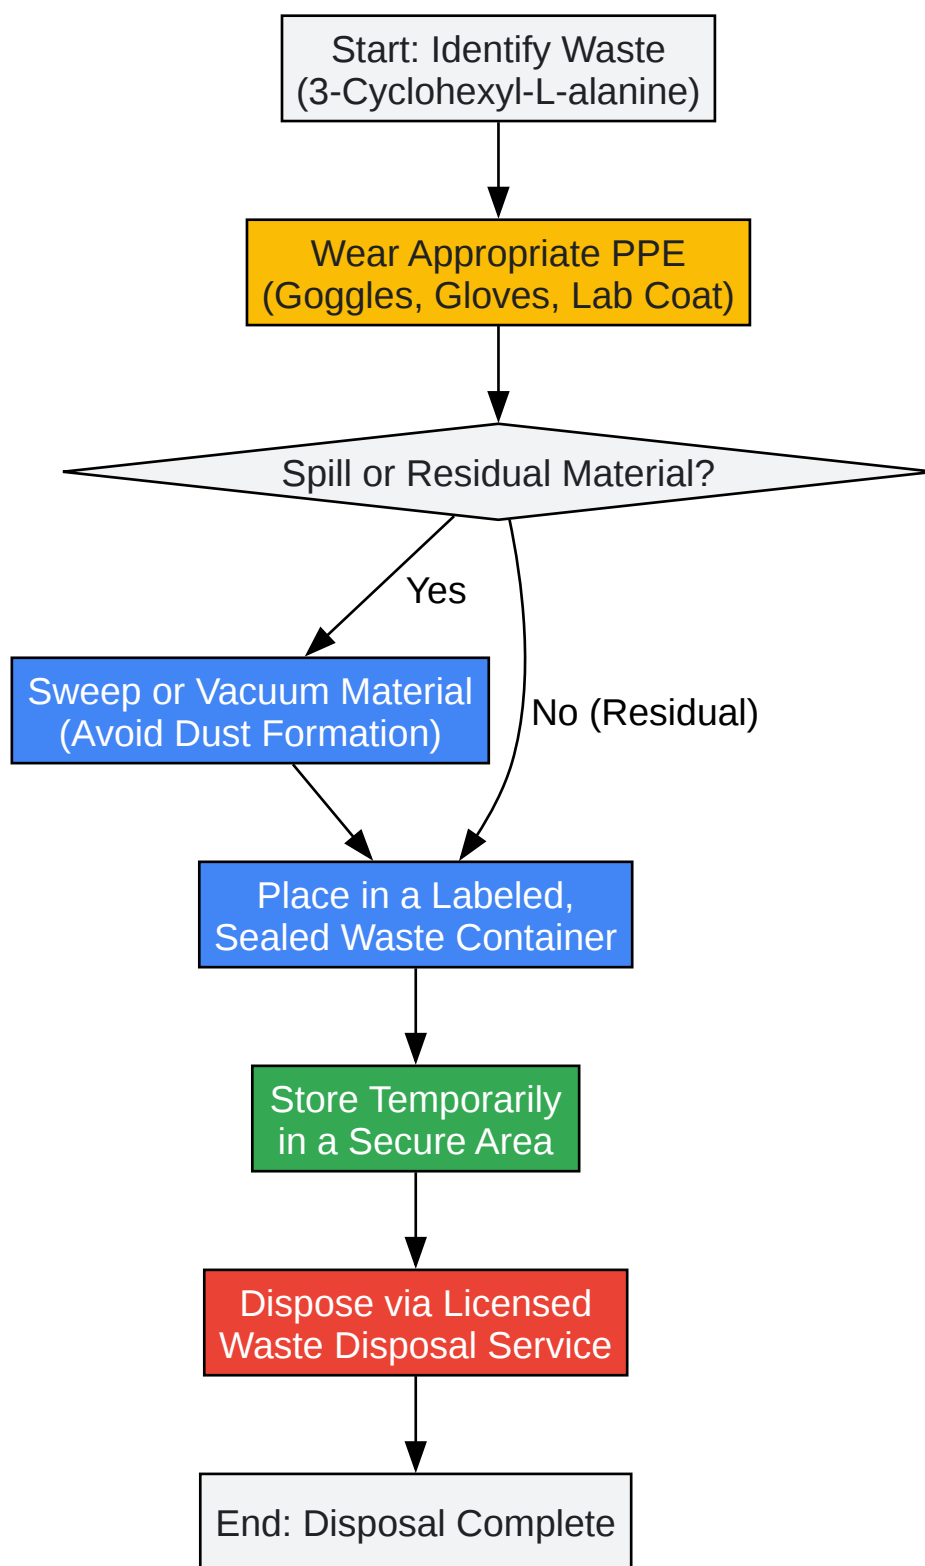 Start: Identify Waste
(3-Cyclohexyl-L-alanine)
Wear Appropriate PPE
(Goggles, Gloves, Lab Coat)
Spill or Residual Material?
Yes
Sweep or Vacuum Material
(Avoid Dust Formation)
No (Residual)
Place in a Labeled,
Sealed Waste Container
Store Temporarily
in a Secure Area
Dispose via Licensed
Waste Disposal Service
End: Disposal Complete